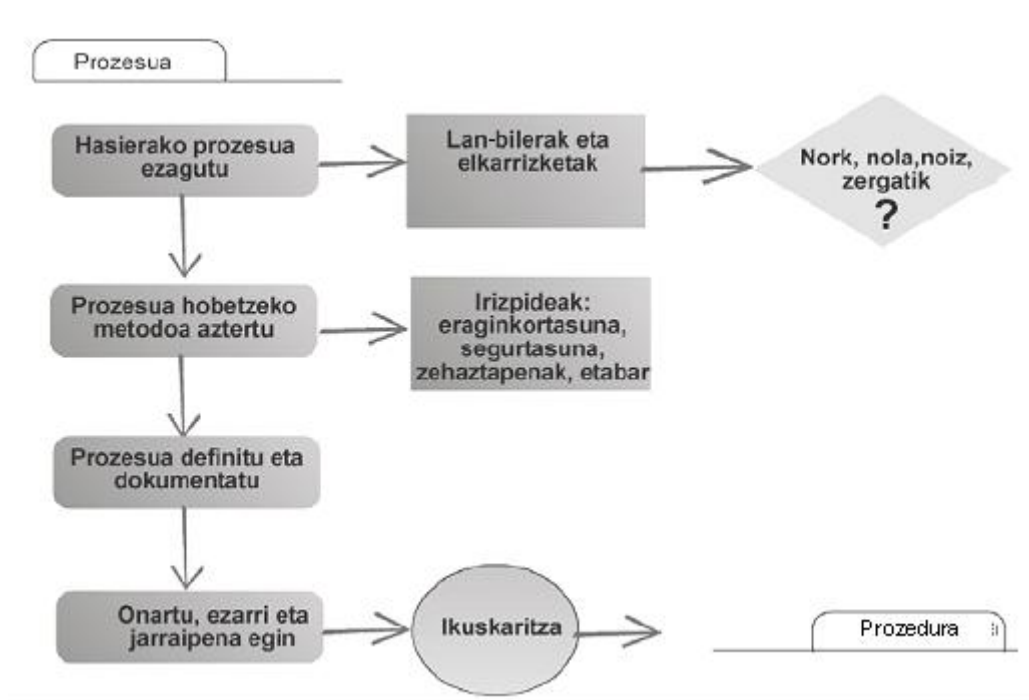 Prozesua
Hasierako prozesua
ezagutu
Lan-bilerak eta
elkarrizketak
Nork, nola,noiz,
zergatik
?
Prozesua hobetzeko
metodoa aztertu
Irizpideak:
eraginkortasuna,
segurtasuna,
zehaztapenak, etabar
Prozesua definitu eta
dokumentatu
Onartu, ezarri eta
jarraipena egin
Ikuskaritza
Prozedura